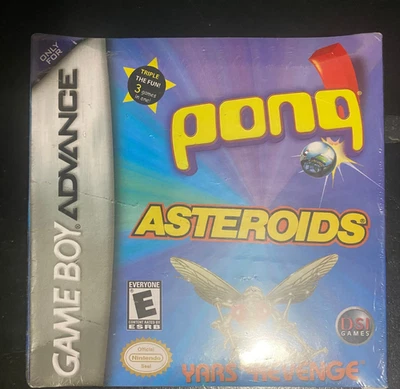 ONLY
FOR
GAME BOY ADVANCE
TRIPLE
THE FUN!
3 games
in one!
pong
ASTEROIDS®
EVERYONE
E
CONTENT RATED BY
ESRB
Official
Nintendo
Seal
DSI
GAMES
YARS' REVENGE